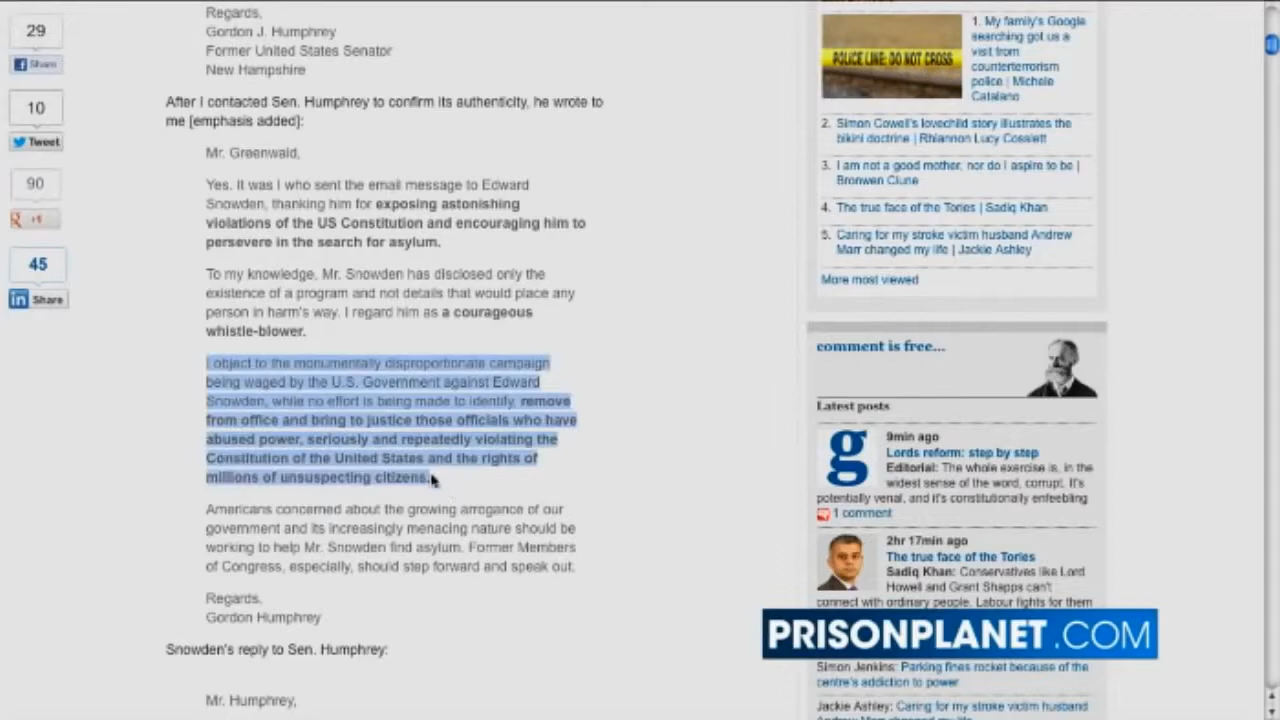 29
Share
10
Tweet
90
+1
45
in Share
Regards,
Gordon J. Humphrey
Former United States Senator
New Hampshire
After I contacted Sen. Humphrey to confirm its authenticity, he wrote to
me [emphasis added]:
Mr. Greenwald,
Yes. It was I who sent the email message to Edward
Snowden, thanking him for exposing astonishing
violations of the US Constitution and encouraging him to
persevere in the search for asylum.
To my knowledge, Mr. Snowden has disclosed only the
existence of a program and not details that would place any
person in harm's way. I regard him as a courageous
whistle-blower.
I object to the monumentally disproportionate campaign
being waged by the U.S. Government against Edward
Snowden, while no effort is being made to identify, remove
from office and bring to justice those officials who have
abused power, seriously and repeatedly violating the
Constitution of the United States and the rights of
millions of unsuspecting citizens.
Americans concerned about the growing arrogance of our
government and its increasingly menacing nature should be
working to help Mr. Snowden find asylum. Former Members
of Congress, especially, should step forward and speak out.
Regards,
Gordon Humphrey
Snowden's reply to Sen. Humphrey:
Mr. Humphrey,
POLICE LINE: DO NOT CROSS
1. My family's Google
searching got us a
visit from
counterterrorism
police | Michele
Catalano
2. Simon Cowell's lovechild story illustrates the
bikini doctrine | Rhiannon Lucy Cosslett
3. I am not a good mother, nor do I aspire to be |
Bronwen Clune
4. The true face of the Tories | Sadiq Khan
5. Caring for my stroke victim husband Andrew
Marr changed my life | Jackie Ashley
More most viewed
comment is free...
Latest posts
g
9min ago
Lords reform: step by step
Editorial: The whole exercise is, in the
widest sense of the word, corrupt. It's
potentially venal, and it's constitutionally enfeebling
1 comment
2hr 17min ago
The true face of the Tories
Sadiq Khan: Conservatives like Lord
Howell and Grant Shapps can't
connect with ordinary people. Labour fights for them
PRISONPLANET.COM
Simon Jenkins: Parking fines rocket because of the
centre's addiction to power
Jackie Ashley: Caring for my stroke victim husband
Andrew Marr changed my life